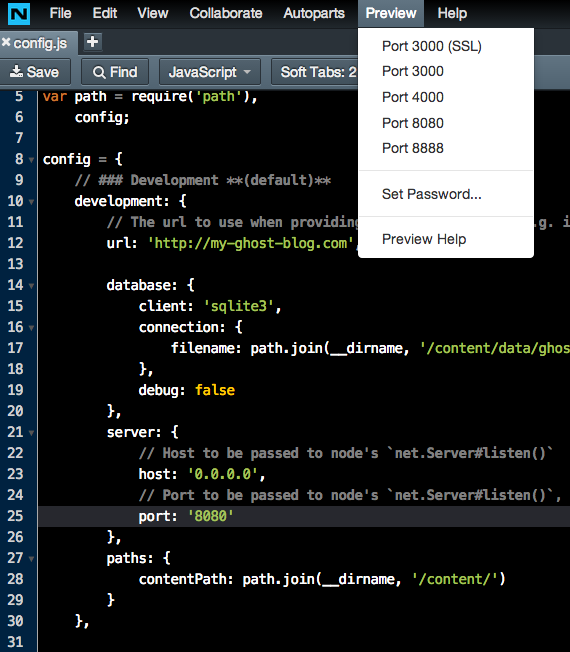 File Edit View Collaborate Autoparts Preview Help
config.js
Save Find JavaScript Soft Tabs: 2
Port 3000 (SSL)
Port 3000
Port 4000
Port 8080
Port 8888
Set Password...
Preview Help
5 var path = require('path'),
6 config;
7
8 config = {
9 // ### Development **(default)**
10 development: {
11 // The url to use when providing .g. i
12 url: 'http://my-ghost-blog.com',
13
14 database: {
15 client: 'sqlite3',
16 connection: {
17 filename: path.join(__dirname, '/content/data/ghos
18 },
19 debug: false
20 },
21 server: {
22 // Host to be passed to node's `net.Server#listen()`
23 host: '0.0.0.0',
24 // Port to be passed to node's `net.Server#listen()`,
25 port: '8080'
26 },
27 paths: {
28 contentPath: path.join(__dirname, '/content/')
29 }
30 },
31